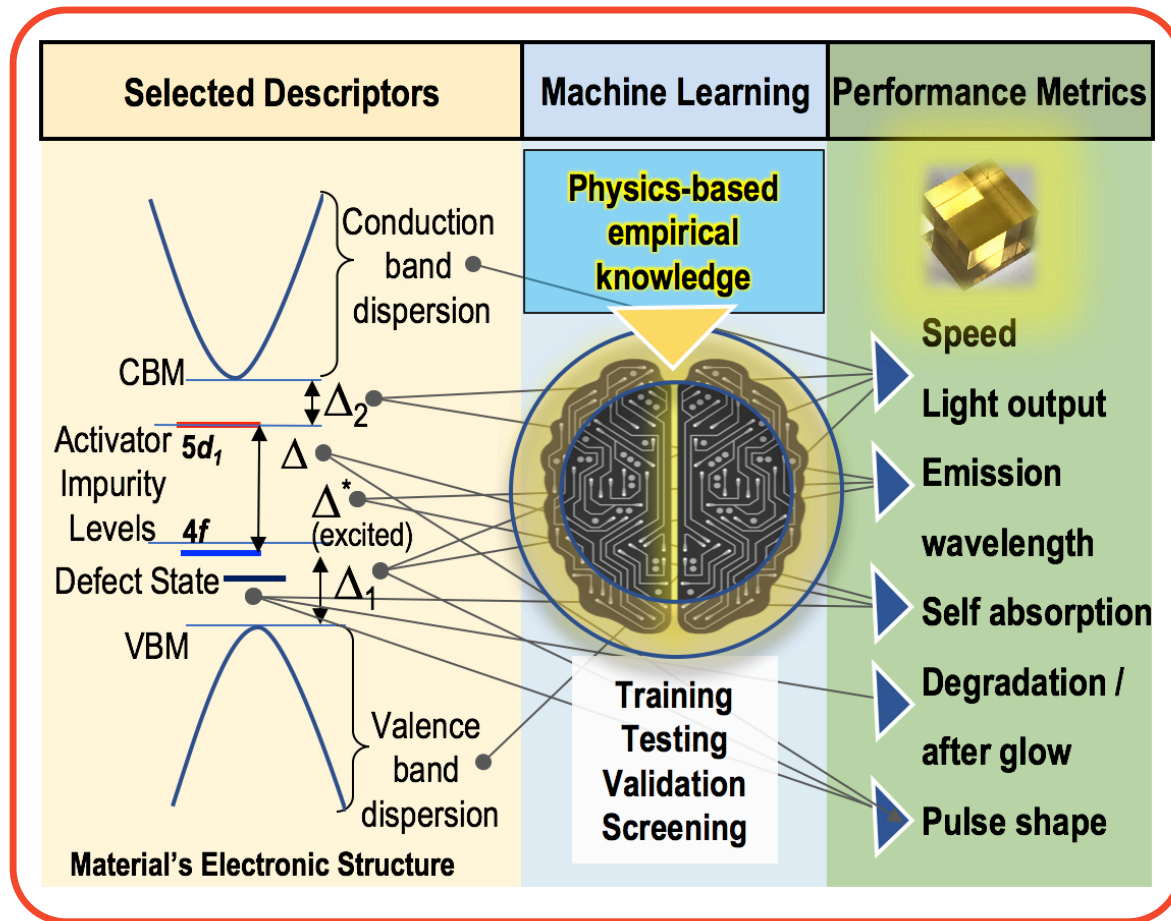 Selected Descriptors
Machine Learning
Performance Metrics
Conduction
band
dispersion
CBM
Δ2
Activator
Impurity
Levels
5d1
4f
Δ
Δ*
(excited)
Defect State
Δ1
VBM
Valence
band
dispersion
Material's Electronic Structure
Physics-based
empirical
knowledge
Training
Testing
Validation
Screening
Speed
Light output
Emission
wavelength
Self absorption
Degradation /
after glow
Pulse shape